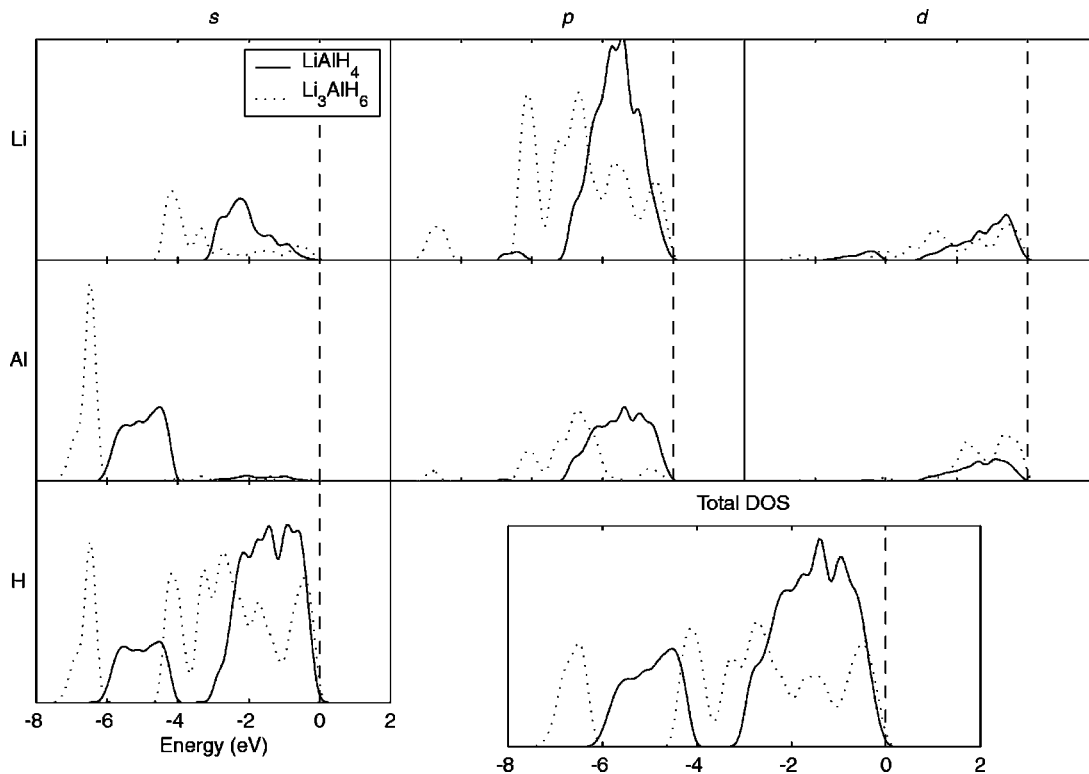 s p d
LiAlH4
Li3AlH6
Li
Al
Total DOS
H
-8 -6 -4 -2 0 2
Energy (eV)
-8 -6 -4 -2 0 2